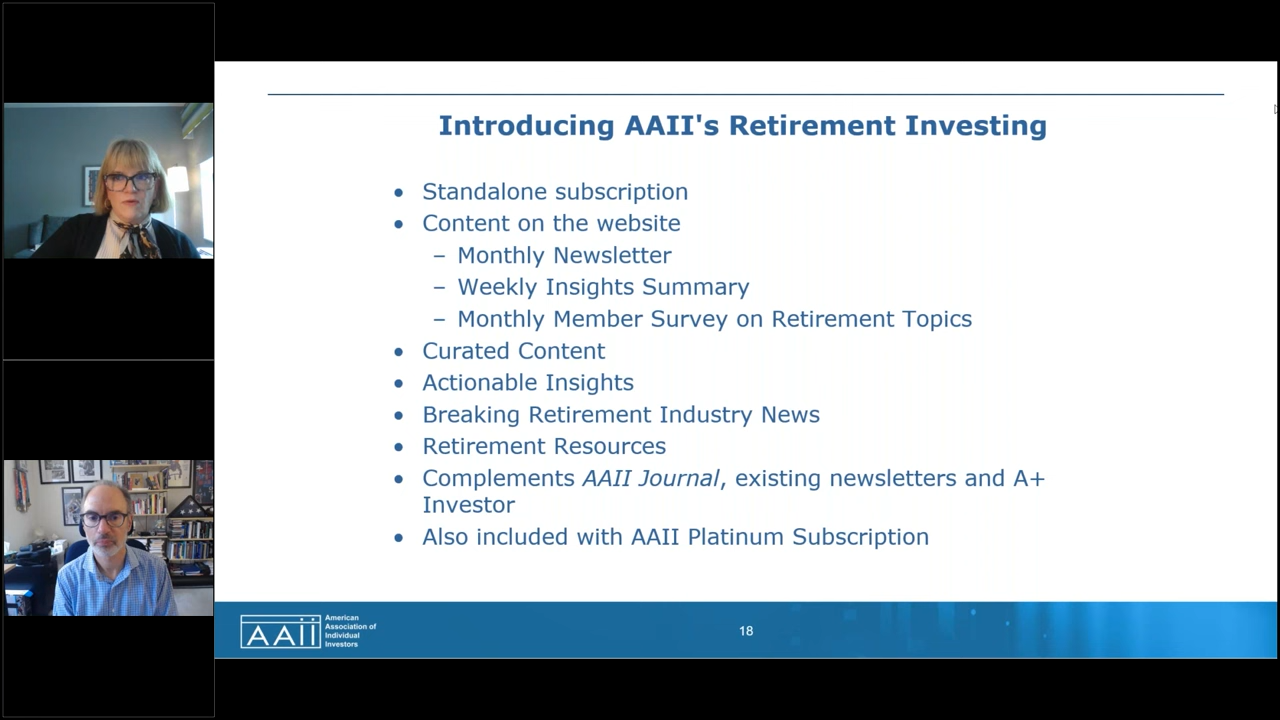 Introducing AAII's Retirement Investing
• Standalone subscription
• Content on the website
– Monthly Newsletter
– Weekly Insights Summary
– Monthly Member Survey on Retirement Topics
• Curated Content
• Actionable Insights
• Breaking Retirement Industry News
• Retirement Resources
• Complements AAII Journal, existing newsletters and A+
Investor
• Also included with AAII Platinum Subscription
AAII
American
Association of
Individual
Investors
18